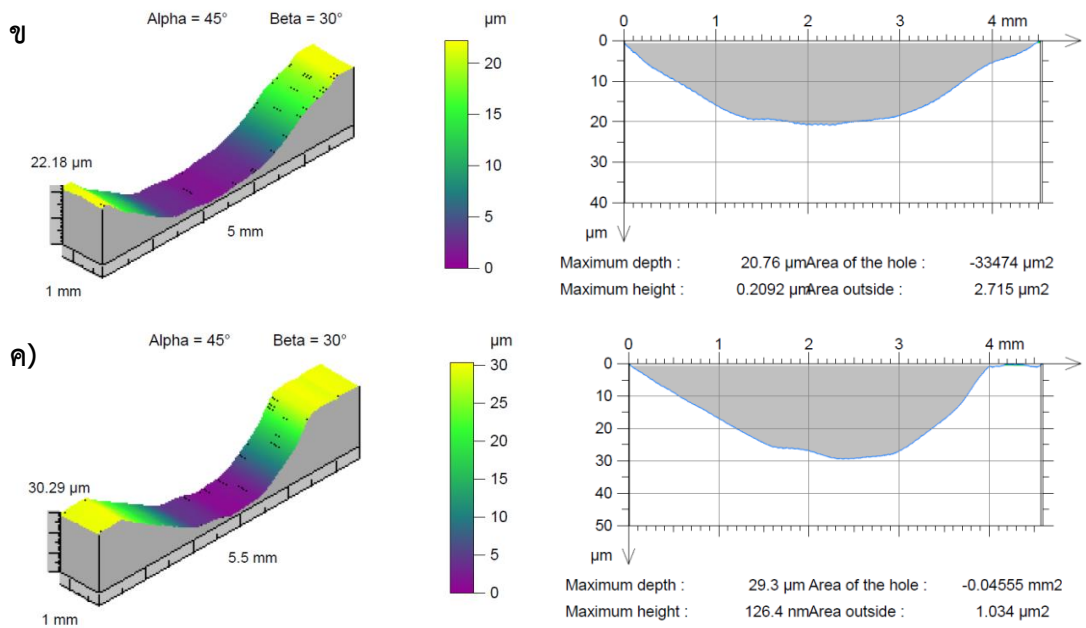 ข
Alpha = 45° Beta = 30°
µm
20
15
10
5
0
22.18 µm
5 mm
1 mm
0 1 2 3 4 mm
0
10
20
30
40
µm
Maximum depth : 20.76 µm Area of the hole : -33474 µm2
Maximum height : 0.2092 µm Area outside : 2.715 µm2
ค)
Alpha = 45° Beta = 30°
µm
30
25
20
15
10
5
0
30.29 µm
5.5 mm
1 mm
0 1 2 3 4 mm
0
10
20
30
40
50
µm
Maximum depth : 29.3 µm Area of the hole : -0.04555 mm2
Maximum height : 126.4 nm Area outside : 1.034 µm2